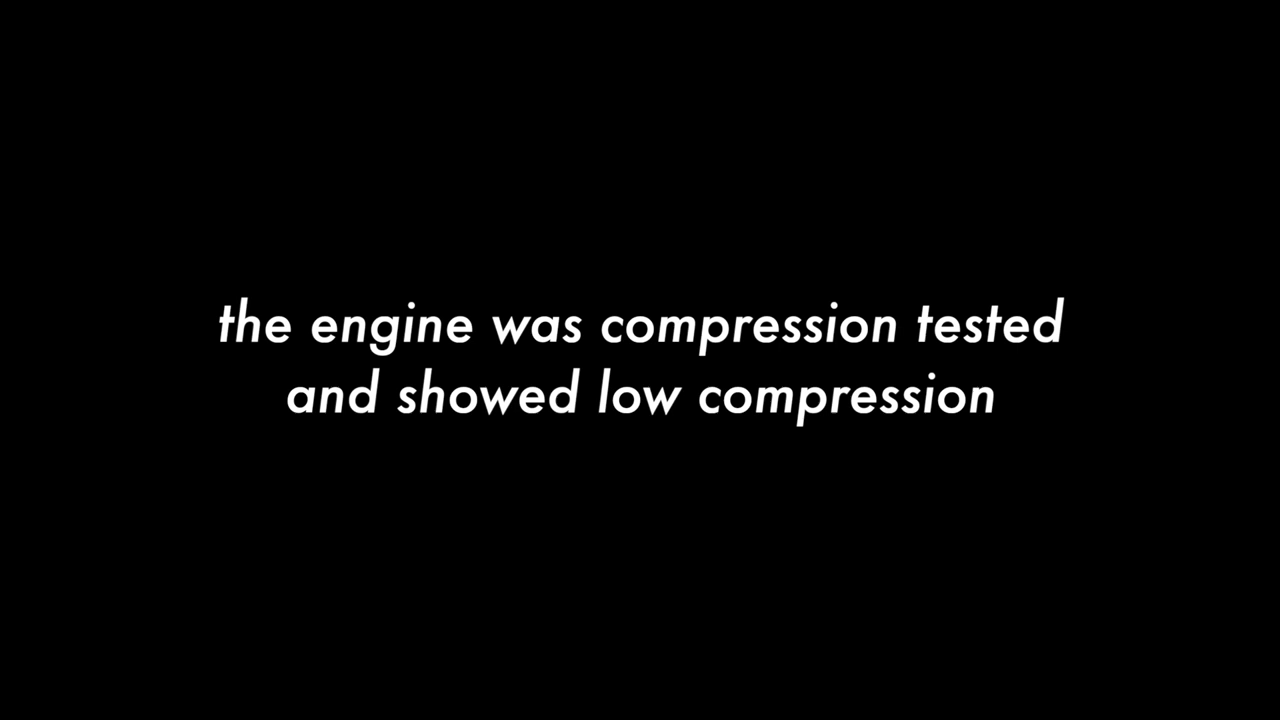 the engine was compression tested
and showed low compression